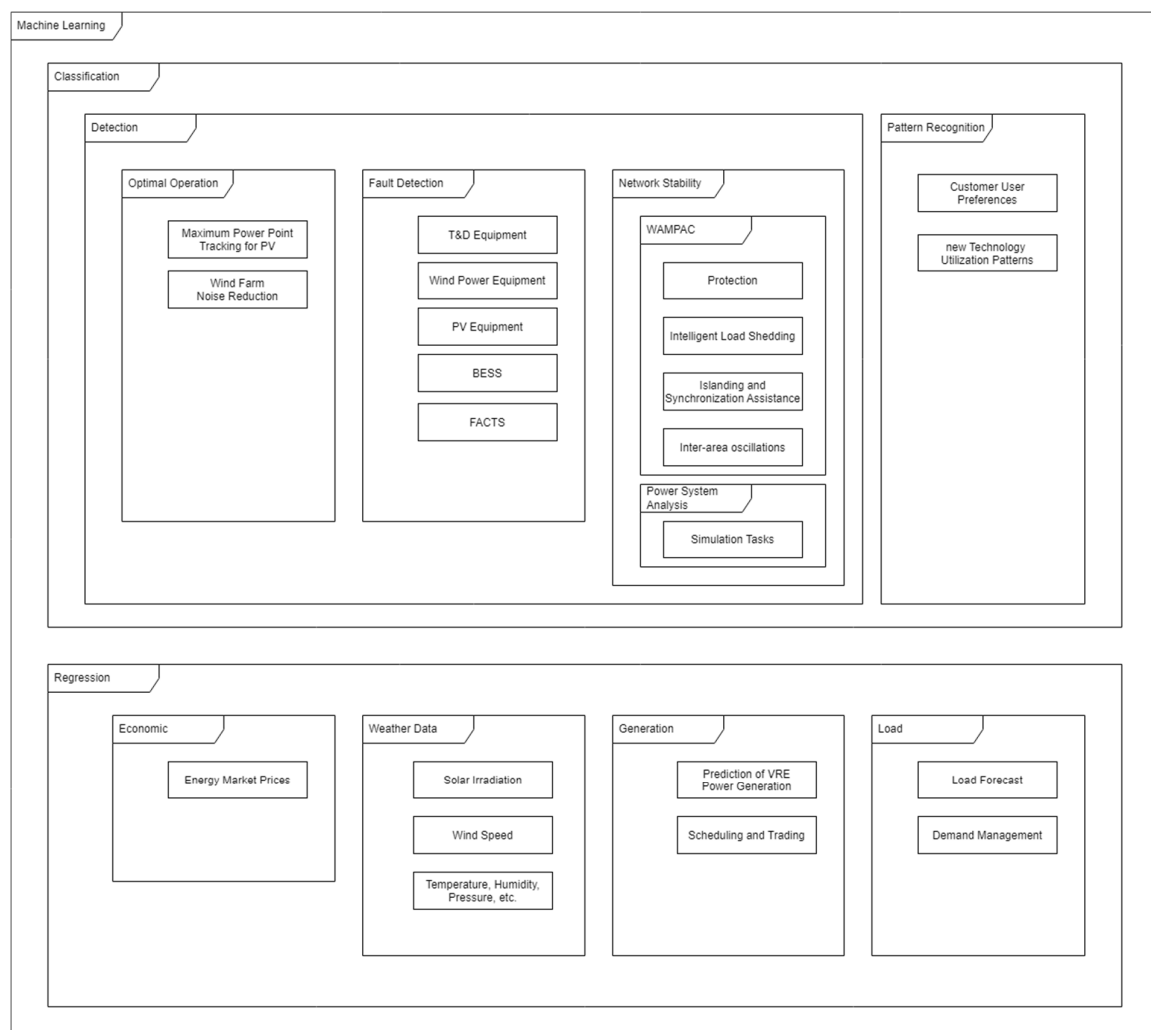 Machine Learning
Classification
Detection
Optimal Operation
Maximum Power Point
Tracking for PV
Wind Farm
Noise Reduction
Fault Detection
T&D Equipment
Wind Power Equipment
PV Equipment
BESS
FACTS
Network Stability
WAMPAC
Protection
Intelligent Load Shedding
Islanding and
Synchronization Assistance
Inter-area oscillations
Power System
Analysis
Simulation Tasks
Pattern Recognition
Customer User
Preferences
new Technology
Utilization Patterns
Regression
Economic
Energy Market Prices
Weather Data
Solar Irradiation
Wind Speed
Temperature, Humidity,
Pressure, etc.
Generation
Prediction of VRE
Power Generation
Scheduling and Trading
Load
Load Forecast
Demand Management